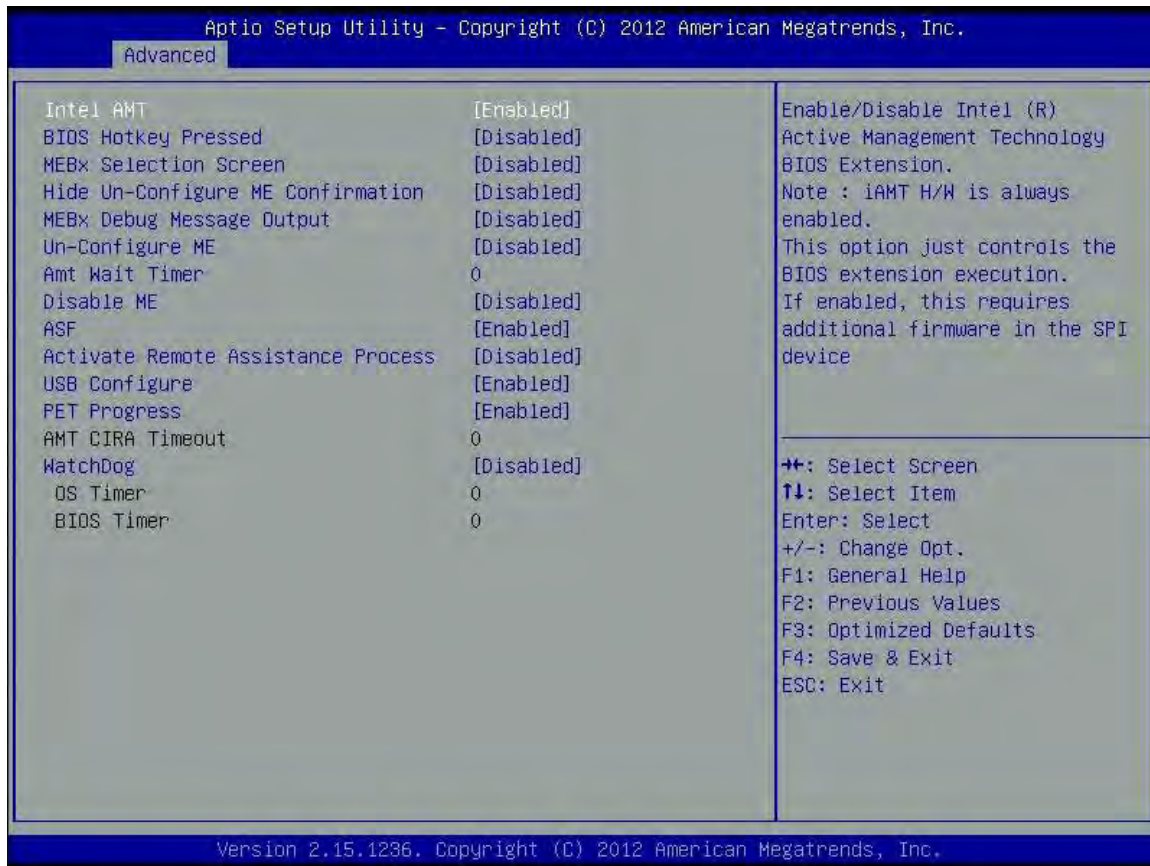 Aptio Setup Utility – Copyright (C) 2012 American Megatrends, Inc.
Advanced
Intel AMT [Enabled]
BIOS Hotkey Pressed [Disabled]
MEBx Selection Screen [Disabled]
Hide Un-Configure ME Confirmation [Disabled]
MEBx Debug Message Output [Disabled]
Un-Configure ME [Disabled]
Amt Wait Timer 0
Disable ME [Disabled]
ASF [Enabled]
Activate Remote Assistance Process [Disabled]
USB Configure [Enabled]
PET Progress [Enabled]
AMT CIRA Timeout 0
WatchDog [Disabled]
OS Timer 0
BIOS Timer 0
Enable/Disable Intel (R)
Active Management Technology
BIOS Extension.
Note : iAMT H/W is always
enabled.
This option just controls the
BIOS extension execution.
If enabled, this requires
additional firmware in the SPI
device
→←: Select Screen
↑↓: Select Item
Enter: Select
+/-: Change Opt.
F1: General Help
F2: Previous Values
F3: Optimized Defaults
F4: Save & Exit
ESC: Exit
Version 2.15.1236. Copyright (C) 2012 American Megatrends, Inc.